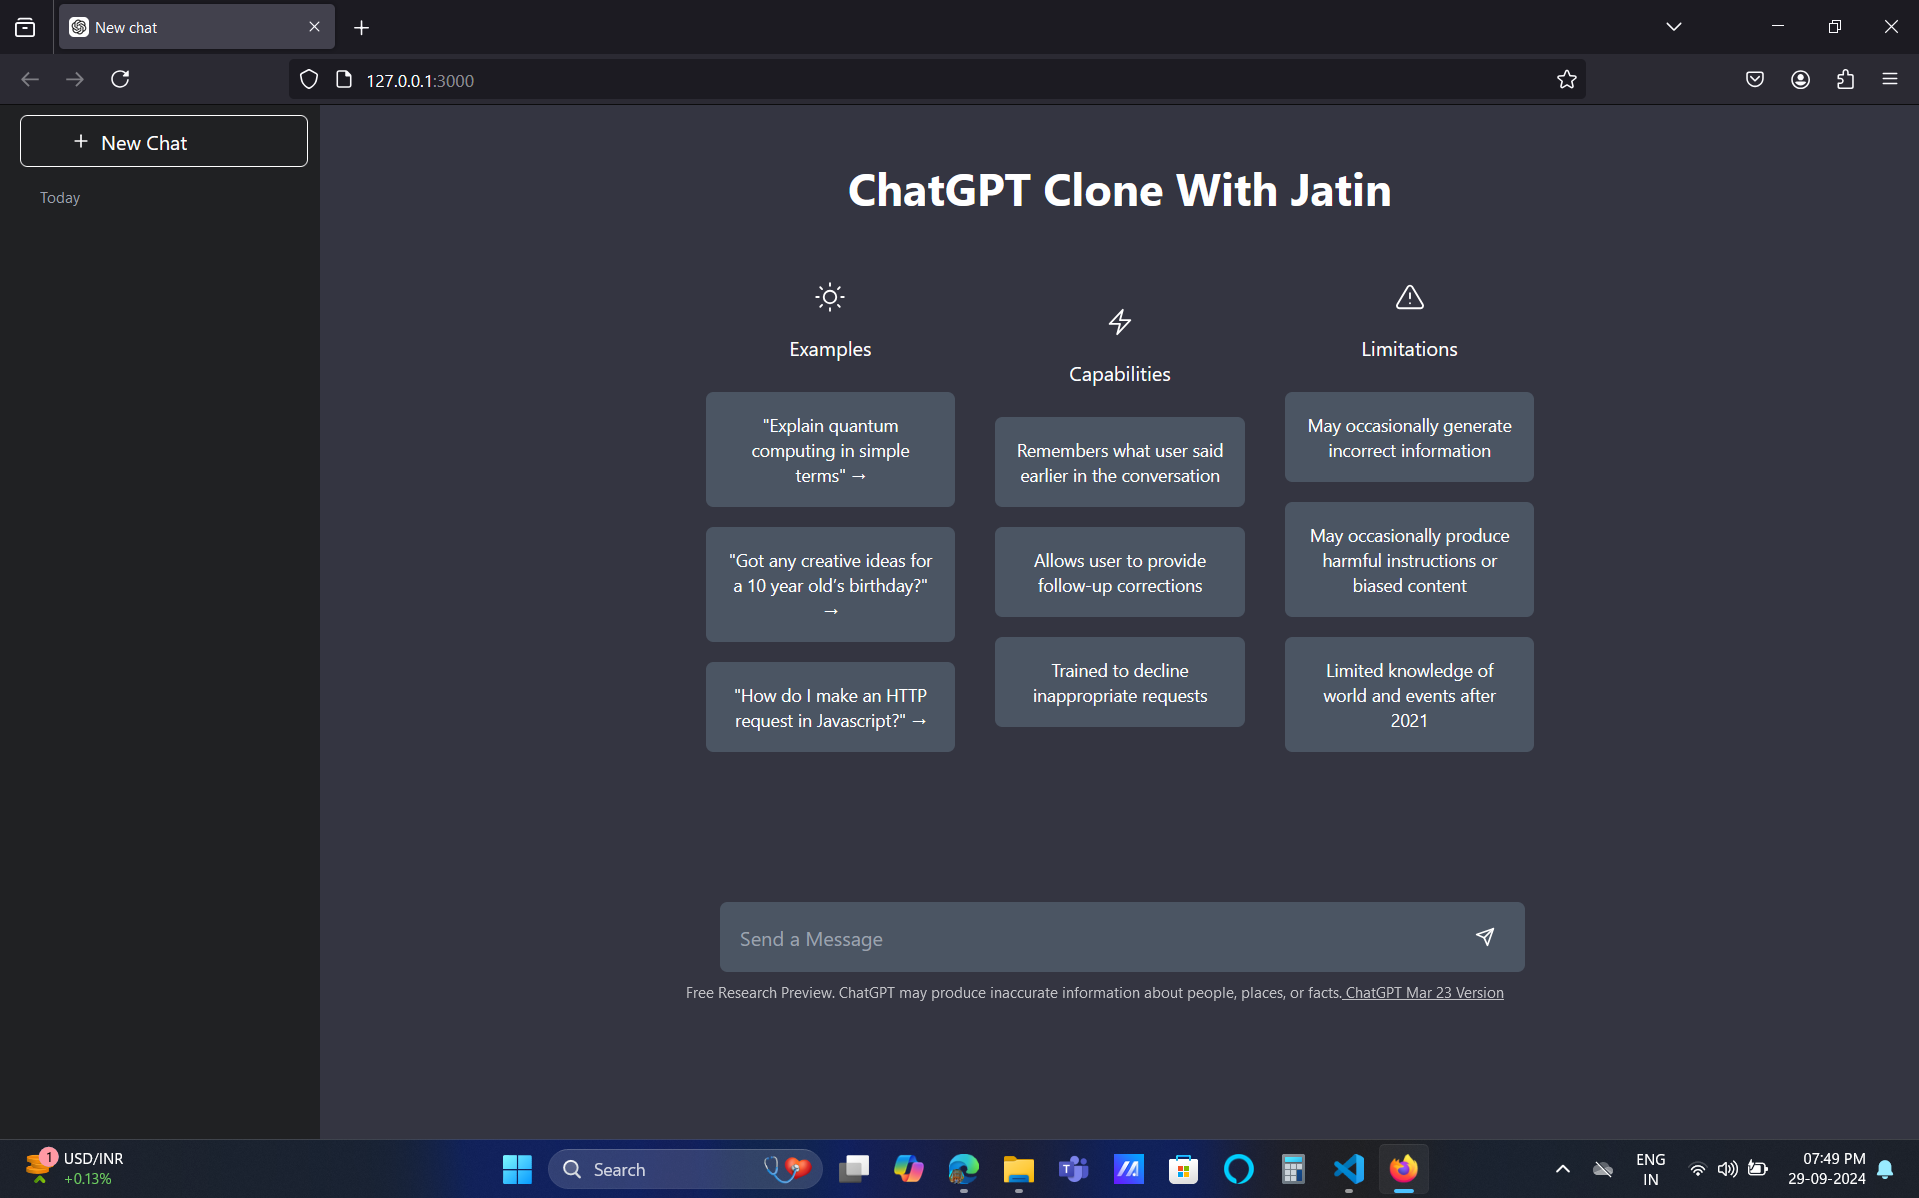 New chat
127.0.0.1:3000
New Chat
Today
ChatGPT Clone With Jatin
Examples
"Explain quantum
computing in simple
terms" →
"Got any creative ideas for
a 10 year old’s birthday?"
→
"How do I make an HTTP
request in Javascript?" →
Capabilities
Remembers what user said
earlier in the conversation
Allows user to provide
follow-up corrections
Trained to decline
inappropriate requests
Limitations
May occasionally generate
incorrect information
May occasionally produce
harmful instructions or
biased content
Limited knowledge of
world and events after
2021
Send a Message
Free Research Preview. ChatGPT may produce inaccurate information about people, places, or facts. ChatGPT Mar 23 Version
1
USD/INR
+0.13%
Search
ENG
IN
07:49 PM
29-09-2024